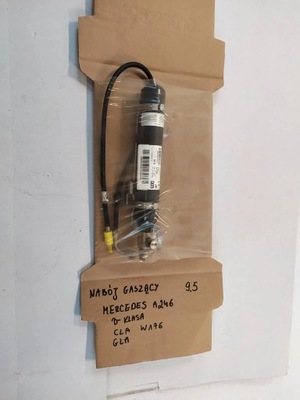 NABÓJ GASZĄCY 9,5
MERCEDES A246
B-KLASA
CLA W176
GLA